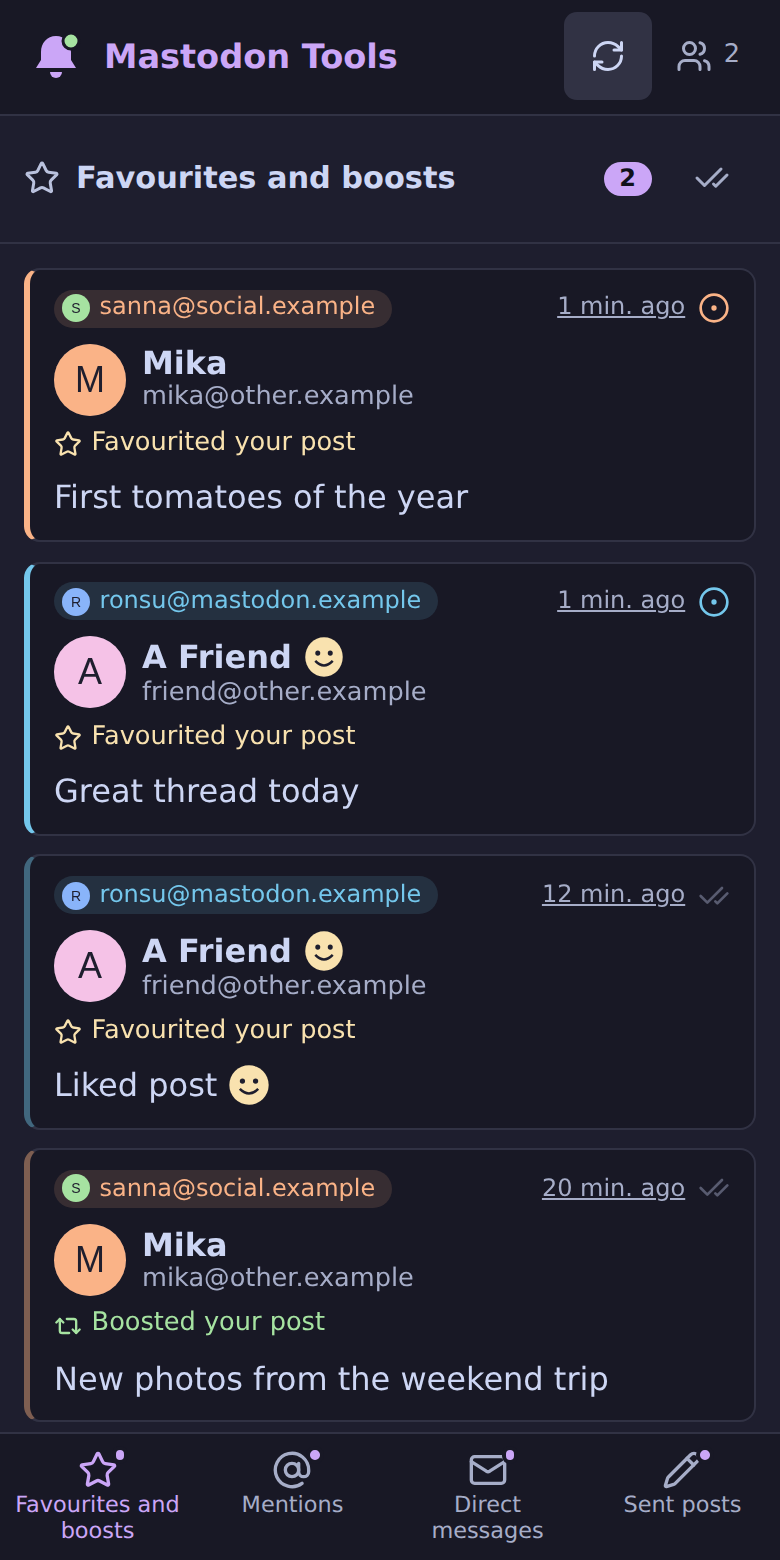 Mastodon Tools
2
Favourites and boosts
2
S sanna@social.example 1 min. ago
M
Mika
mika@other.example
Favourited your post
First tomatoes of the year
R ronsu@mastodon.example 1 min. ago
A
A Friend
friend@other.example
Favourited your post
Great thread today
R ronsu@mastodon.example 12 min. ago
A
A Friend
friend@other.example
Favourited your post
Liked post
S sanna@social.example 20 min. ago
M
Mika
mika@other.example
Boosted your post
New photos from the weekend trip
Favourites and
boosts
Mentions
Direct
messages
Sent posts